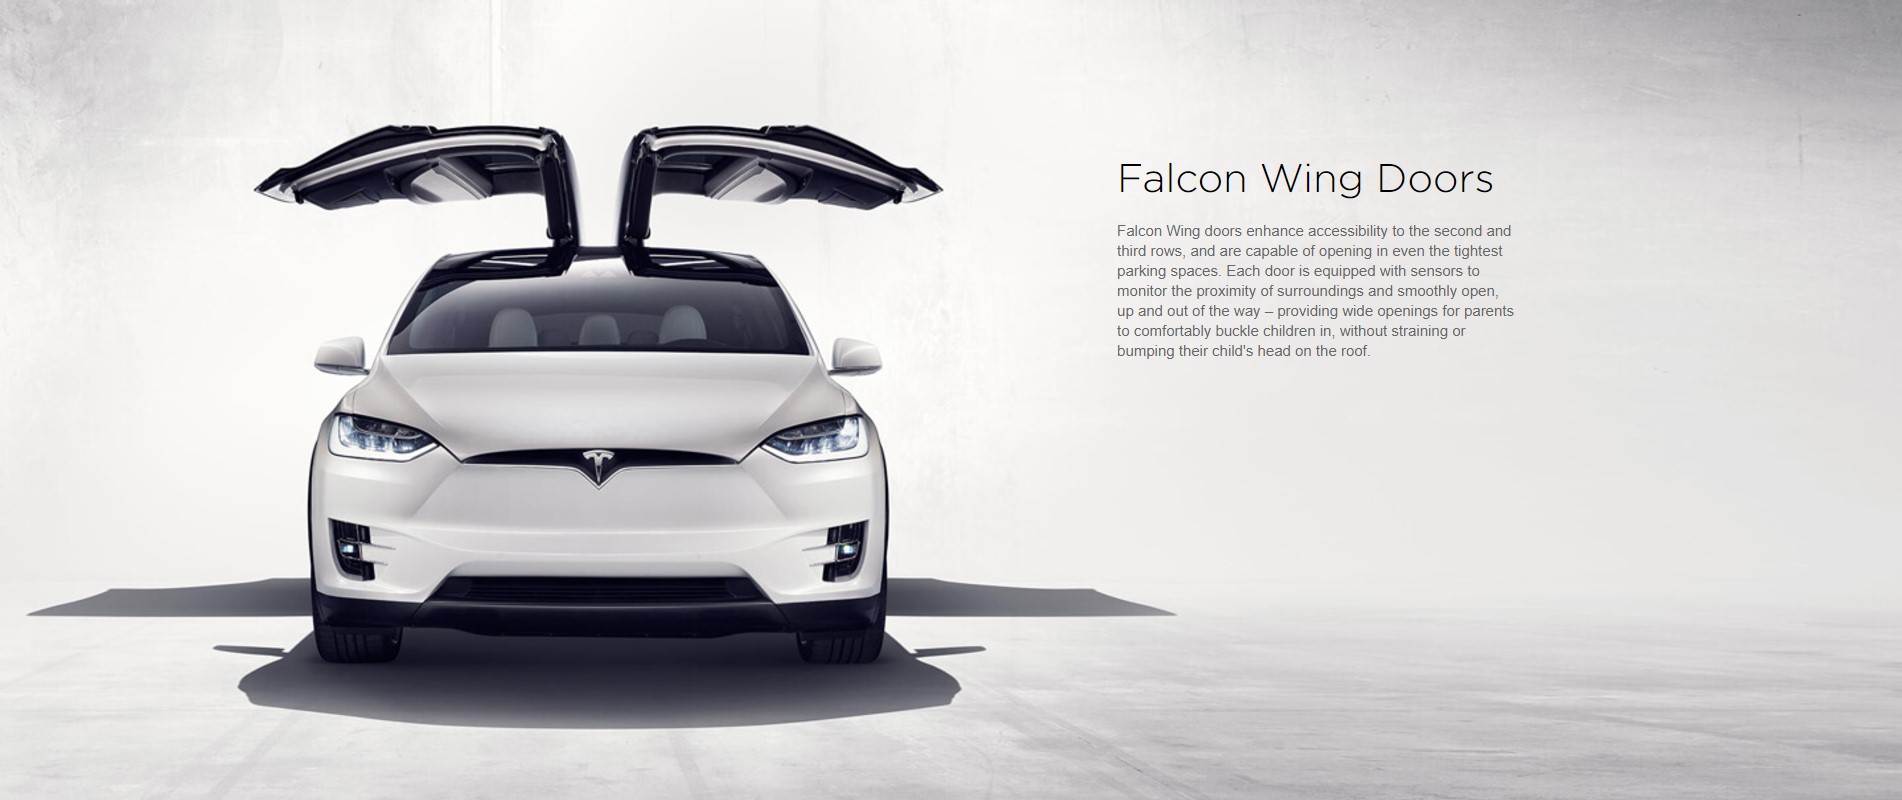 Falcon Wing Doors
Falcon Wing doors enhance accessibility to the second and
third rows, and are capable of opening in even the tightest
parking spaces. Each door is equipped with sensors to
monitor the proximity of surroundings and smoothly open,
up and out of the way – providing wide openings for parents
to comfortably buckle children in, without straining or
bumping their child's head on the roof.